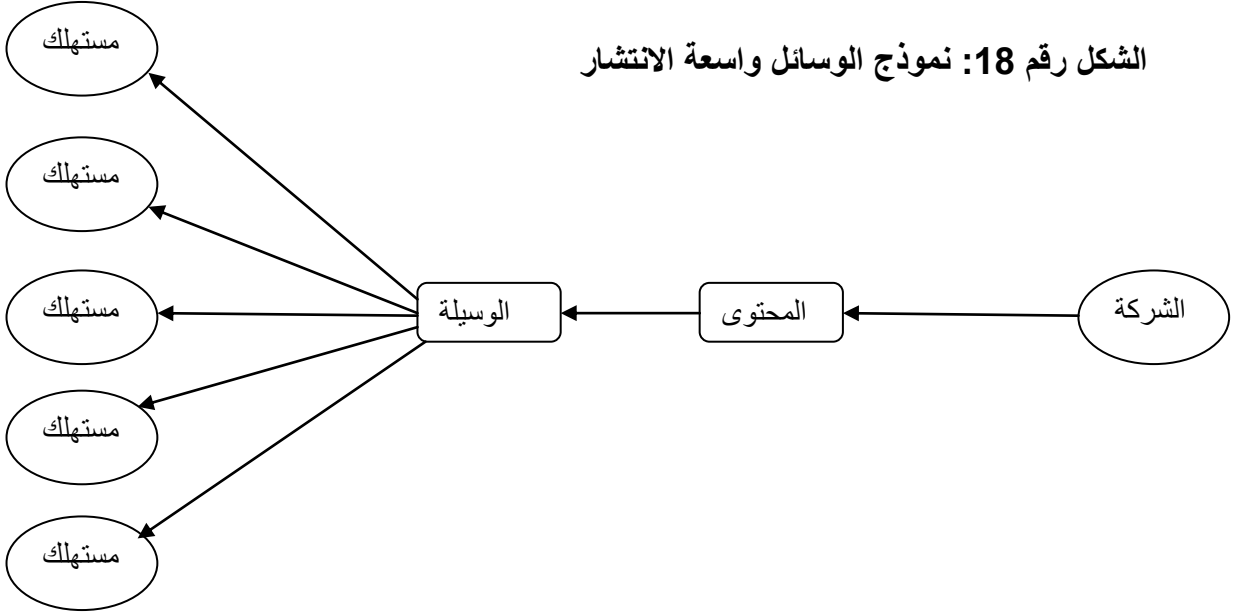 الشكل رقم 18: نموذج الوسائل واسعة الانتشار
الشركة
المحتوى
الوسيلة
مستهلك
مستهلك
مستهلك
مستهلك
مستهلك